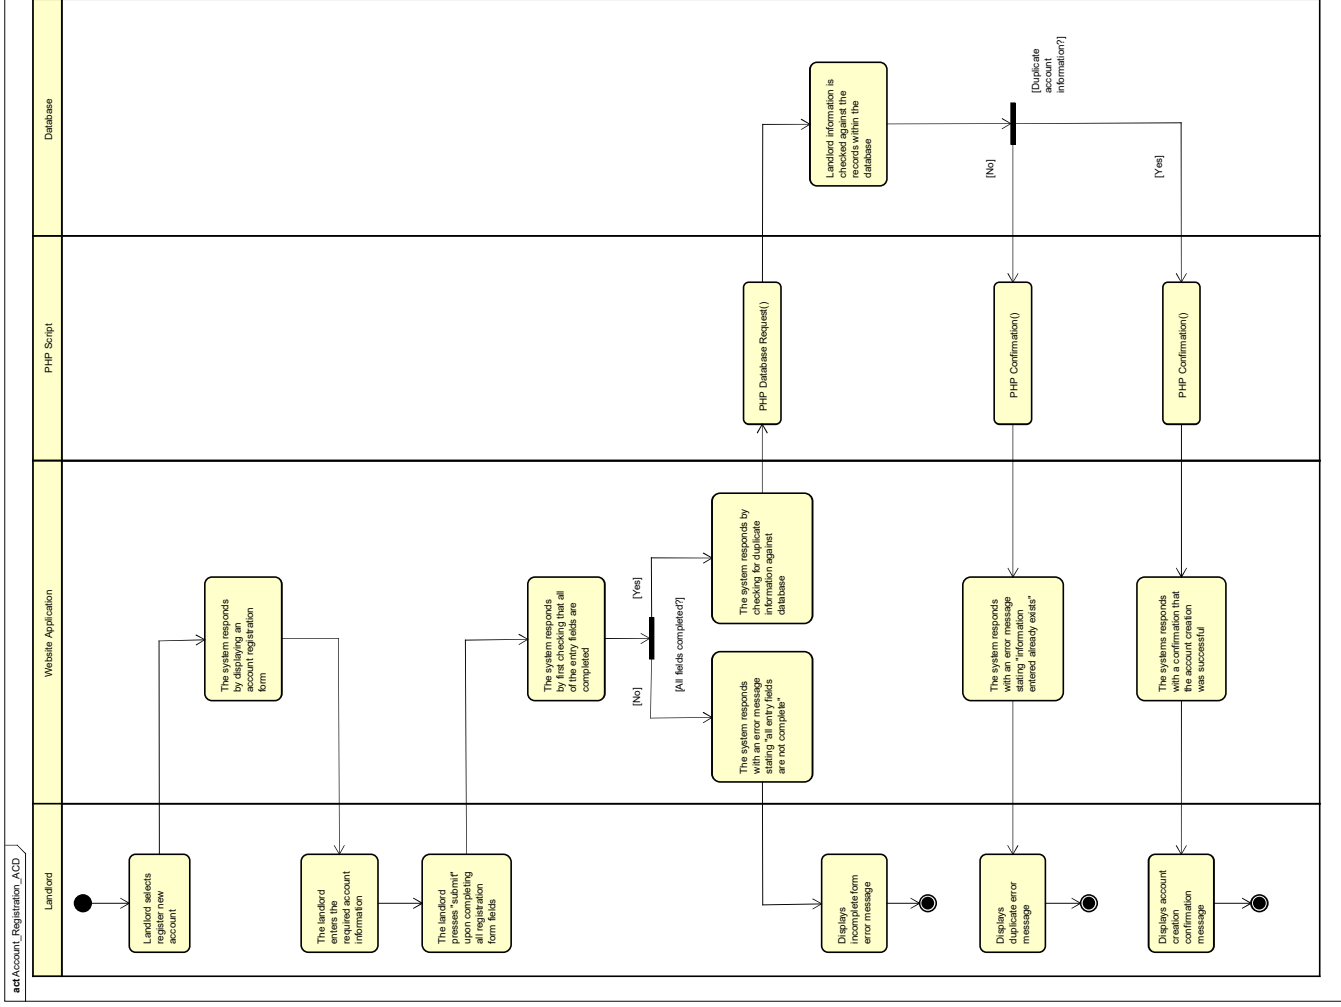 act Account_Registration_ACD
Landlord
Website Application
PHP Script
Database
Landlord selects
register new
account
The system responds
by displaying an
account registration
form
The landlord
enters the
required account
information
The landlord
presses "submit"
upon completing
all registration
form fields
The system responds
by first checking that all
of the entry fields are
completed
[No]
[Yes]
[All fields completed?]
The system responds
with an error message
stating "all entry fields
are not complete"
The system responds by
checking for duplicate
information against
database
PHP Database Request()
Landlord information is
checked against the
records within the
database
Displays
incomplete form
error message
[Duplicate
account
information?]
[No]
[Yes]
PHP Confirmation()
The system responds
with an error message
stating "information
entered already exists"
Displays
duplicate error
message
PHP Confirmation()
The systems responds
with a confirmation that
the account creation
was successful
Displays account
creation
confirmation
message